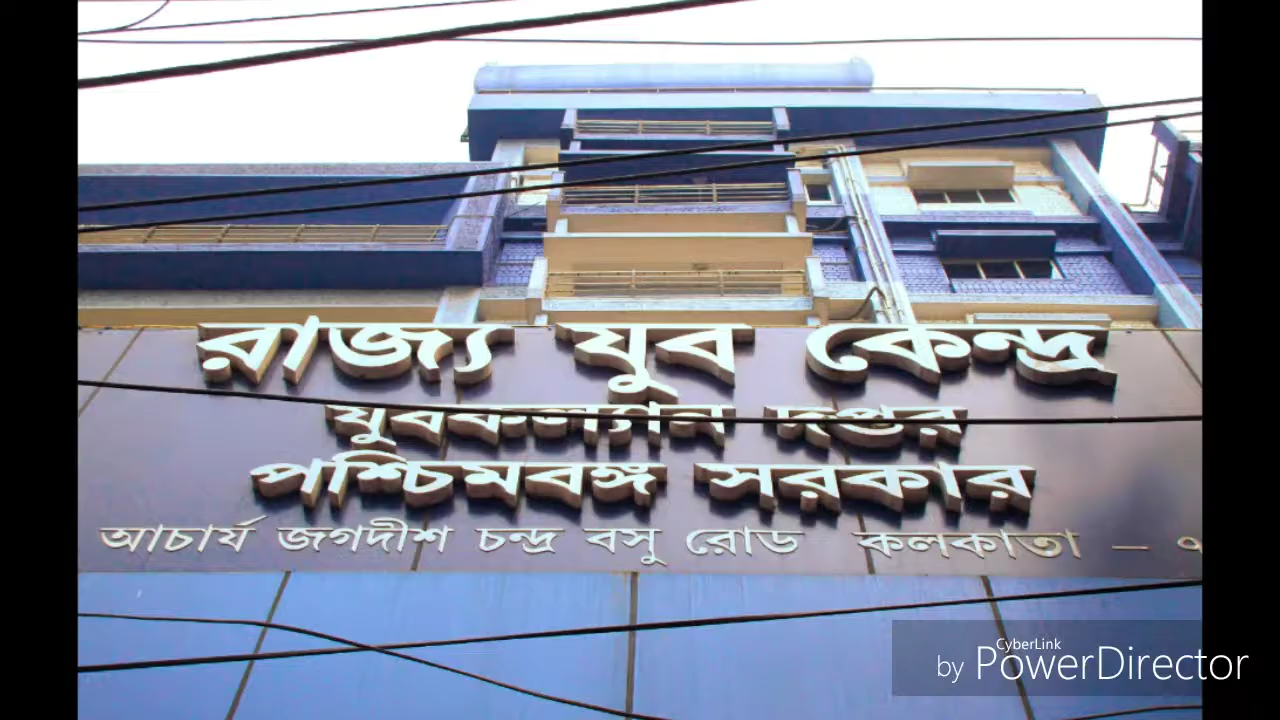 রাজ্য যুব কেন্দ্র
যুবকল্যান দপ্তর
পশ্চিমবঙ্গ সরকার
আচার্য জগদীশ চন্দ্র বসু রোড কলকাতা –
CyberLink
by PowerDirector